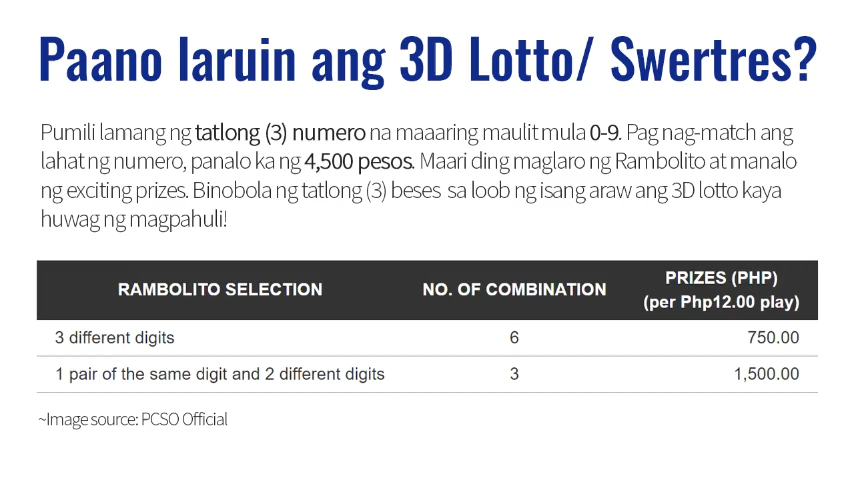 Paano laruin ang 3D Lotto/ Swertres?
Pumili lamang ng tatlong (3) numero na maaaring maulit mula 0-9. Pag nag-match ang
lahat ng numero, panalo ka ng 4,500 pesos. Maari ding maglaro ng Rambolito at manalo
ng exciting prizes. Binobola ng tatlong (3) beses sa loob ng isang araw ang 3D lotto kaya
huwag ng magpahuli!
RAMBOLITO SELECTION NO. OF COMBINATION PRIZES (PHP)
(per Php12.00 play)
3 different digits 6 750.00
1 pair of the same digit and 2 different digits 3 1,500.00
~Image source: PCSO Official